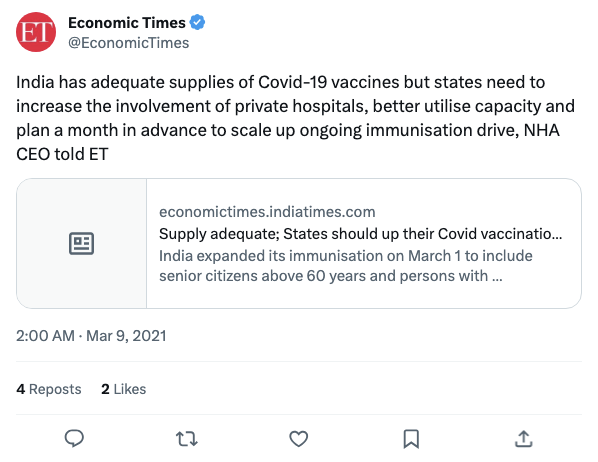 ET
Economic Times
@EconomicTimes
India has adequate supplies of Covid-19 vaccines but states need to
increase the involvement of private hospitals, better utilise capacity and
plan a month in advance to scale up ongoing immunisation drive, NHA
CEO told ET
economictimes.indiatimes.com
Supply adequate; States should up their Covid vaccinatio...
India expanded its immunisation on March 1 to include
senior citizens above 60 years and persons with ...
2:00 AM · Mar 9, 2021
4 Reposts 2 Likes